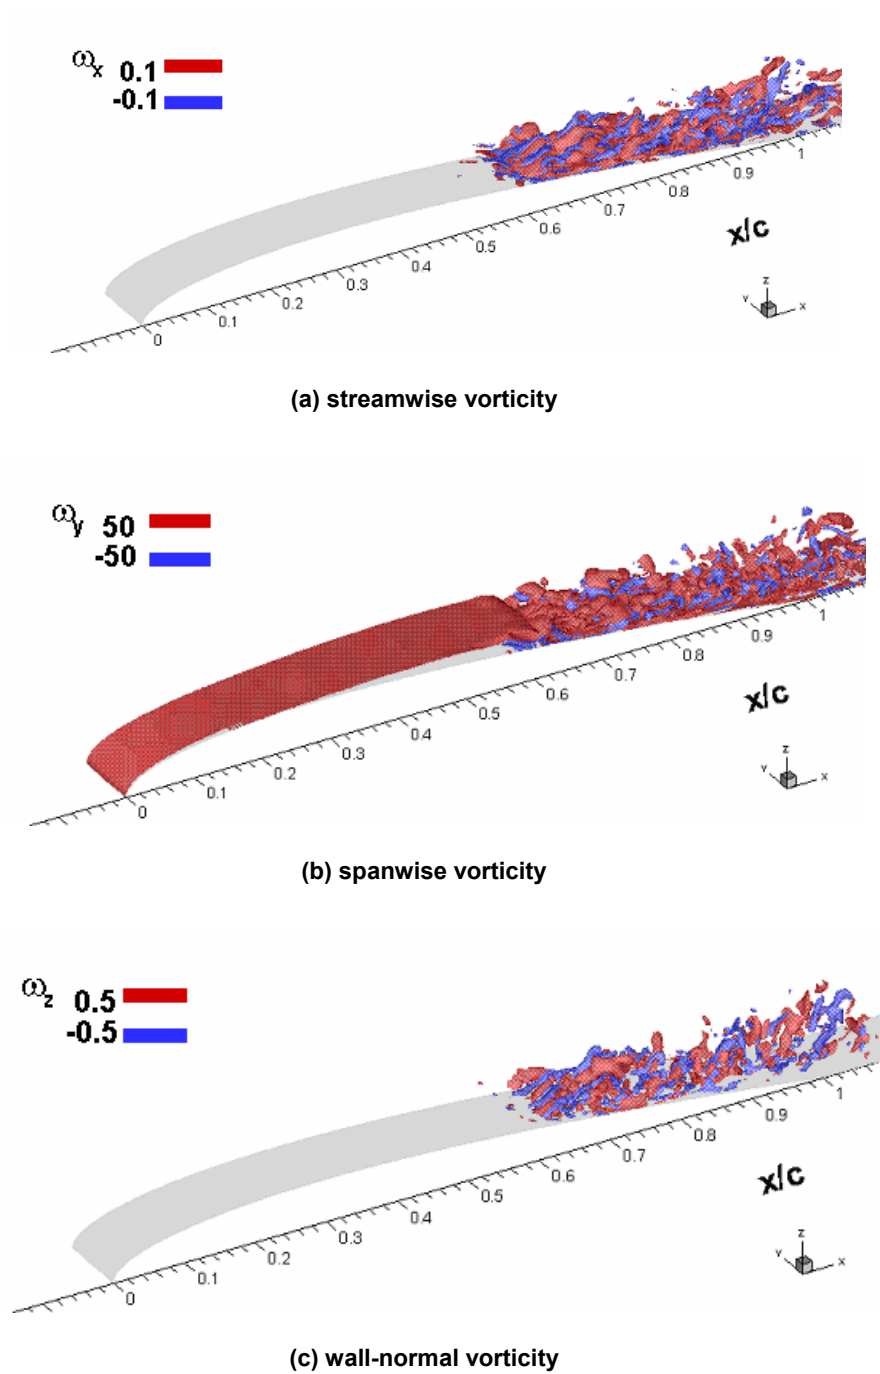 ωx 0.1
-0.1
0 0.1 0.2 0.3 0.4 0.5 0.6 0.7 0.8 0.9 1
x/c
Z
Y X
(a) streamwise vorticity
ωy 50
-50
0 0.1 0.2 0.3 0.4 0.5 0.6 0.7 0.8 0.9 1
x/c
Z
Y X
(b) spanwise vorticity
ωz 0.5
-0.5
0 0.1 0.2 0.3 0.4 0.5 0.6 0.7 0.8 0.9 1
x/c
Z
Y X
(c) wall-normal vorticity